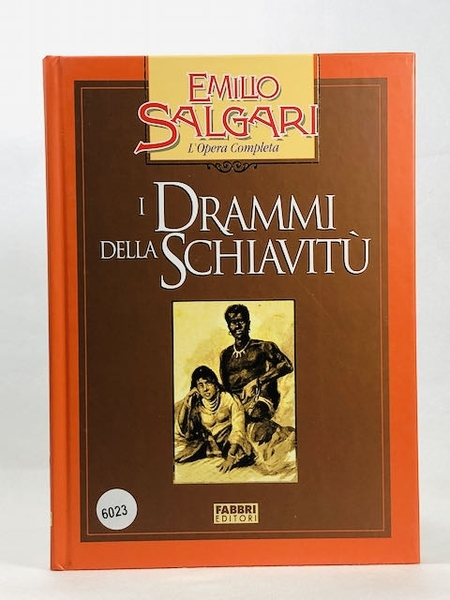 EMILIO
SALGARI
L'Opera Completa
I DRAMMI
DELLA SCHIAVITÙ
6023
FABBRI
EDITORI